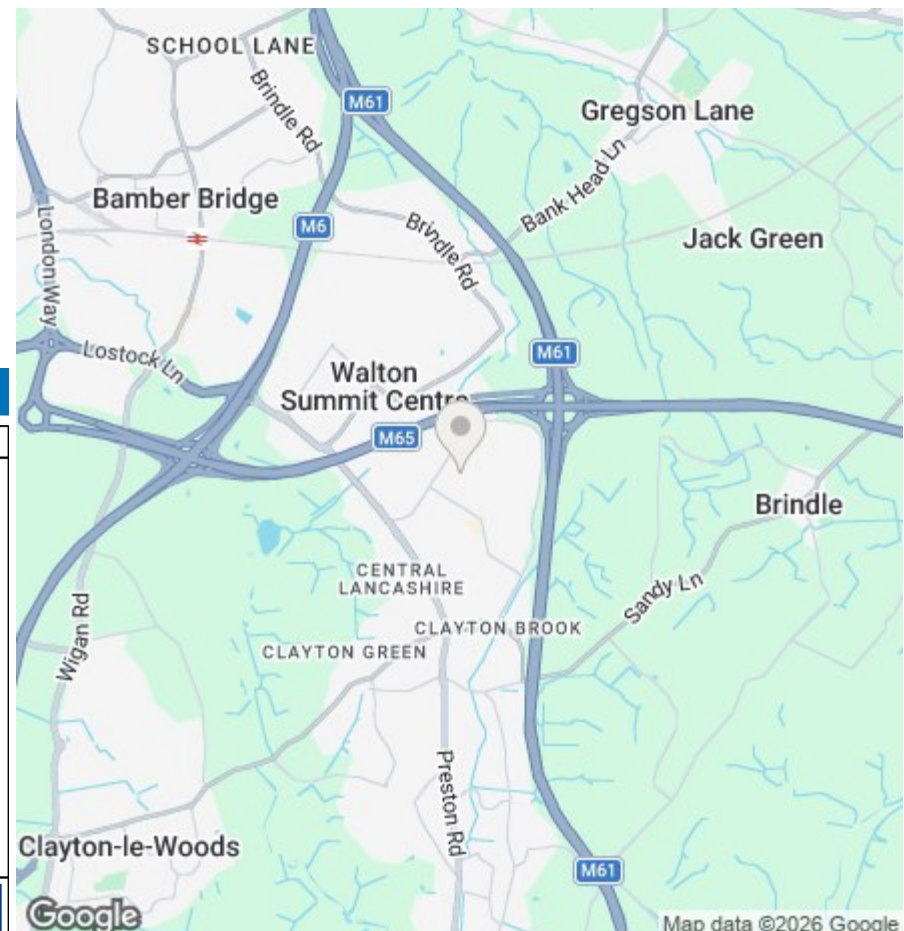 SCHOOL LANE
M61
Gregson Lane
Brindle Rd
Bank Head Ln
Bamber Bridge
M6
Brindle Rd
Jack Green
London Way
Lostock Ln
M61
Walton
Summit Centre
M65
Brindle
CENTRAL
LANCASHIRE
Sandy Ln
CLAYTON BROOK
CLAYTON GREEN
Wigan Rd
Preston Rd
Clayton-le-Woods
M61
Google
Map data ©2026 Google